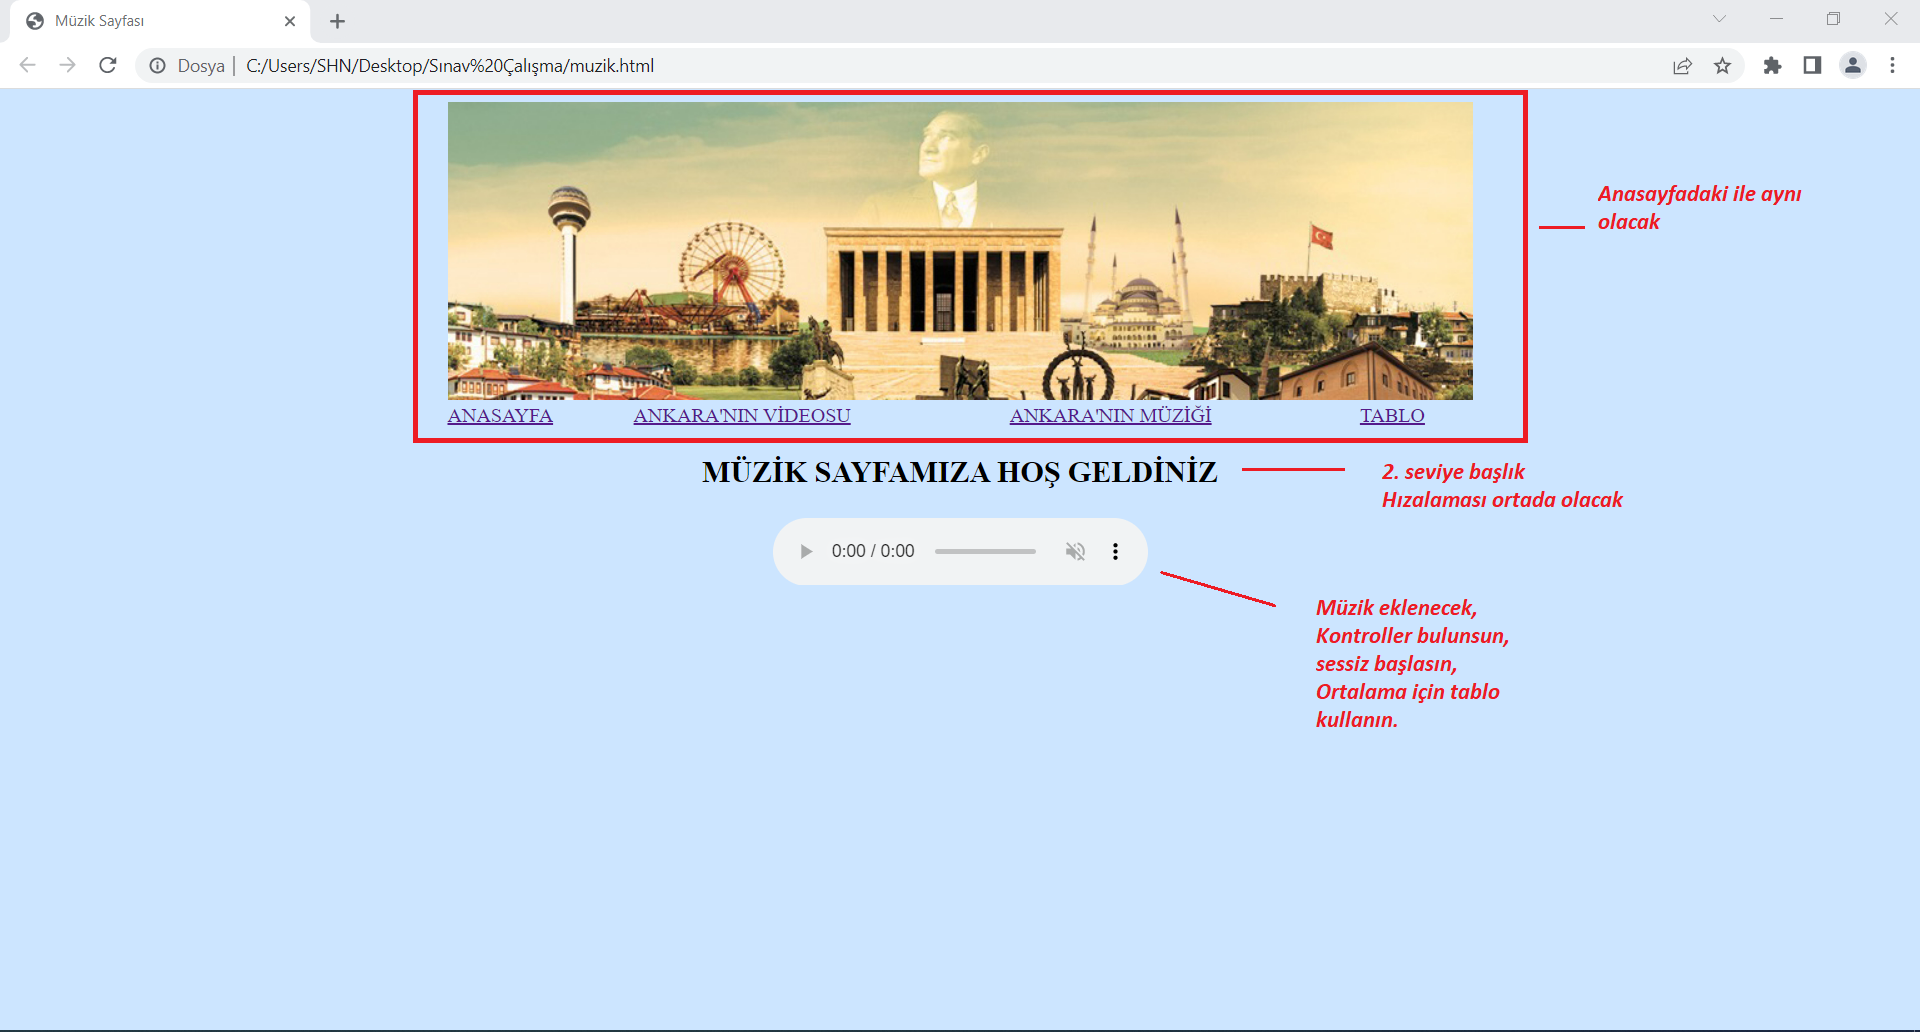 Müzik Sayfası
Dosya | C:/Users/SHN/Desktop/Sınav%20Çalışma/muzik.html
Anasayfadaki ile aynı
olacak
ANASAYFA ANKARA'NIN VİDEOSU ANKARA'NIN MÜZİĞİ TABLO
MÜZİK SAYFAMIZA HOŞ GELDİNİZ
2. seviye başlık
Hızalaması ortada olacak
0:00 / 0:00
Müzik eklenecek,
Kontroller bulunsun,
sessiz başlasın,
Ortalama için tablo
kullanın.